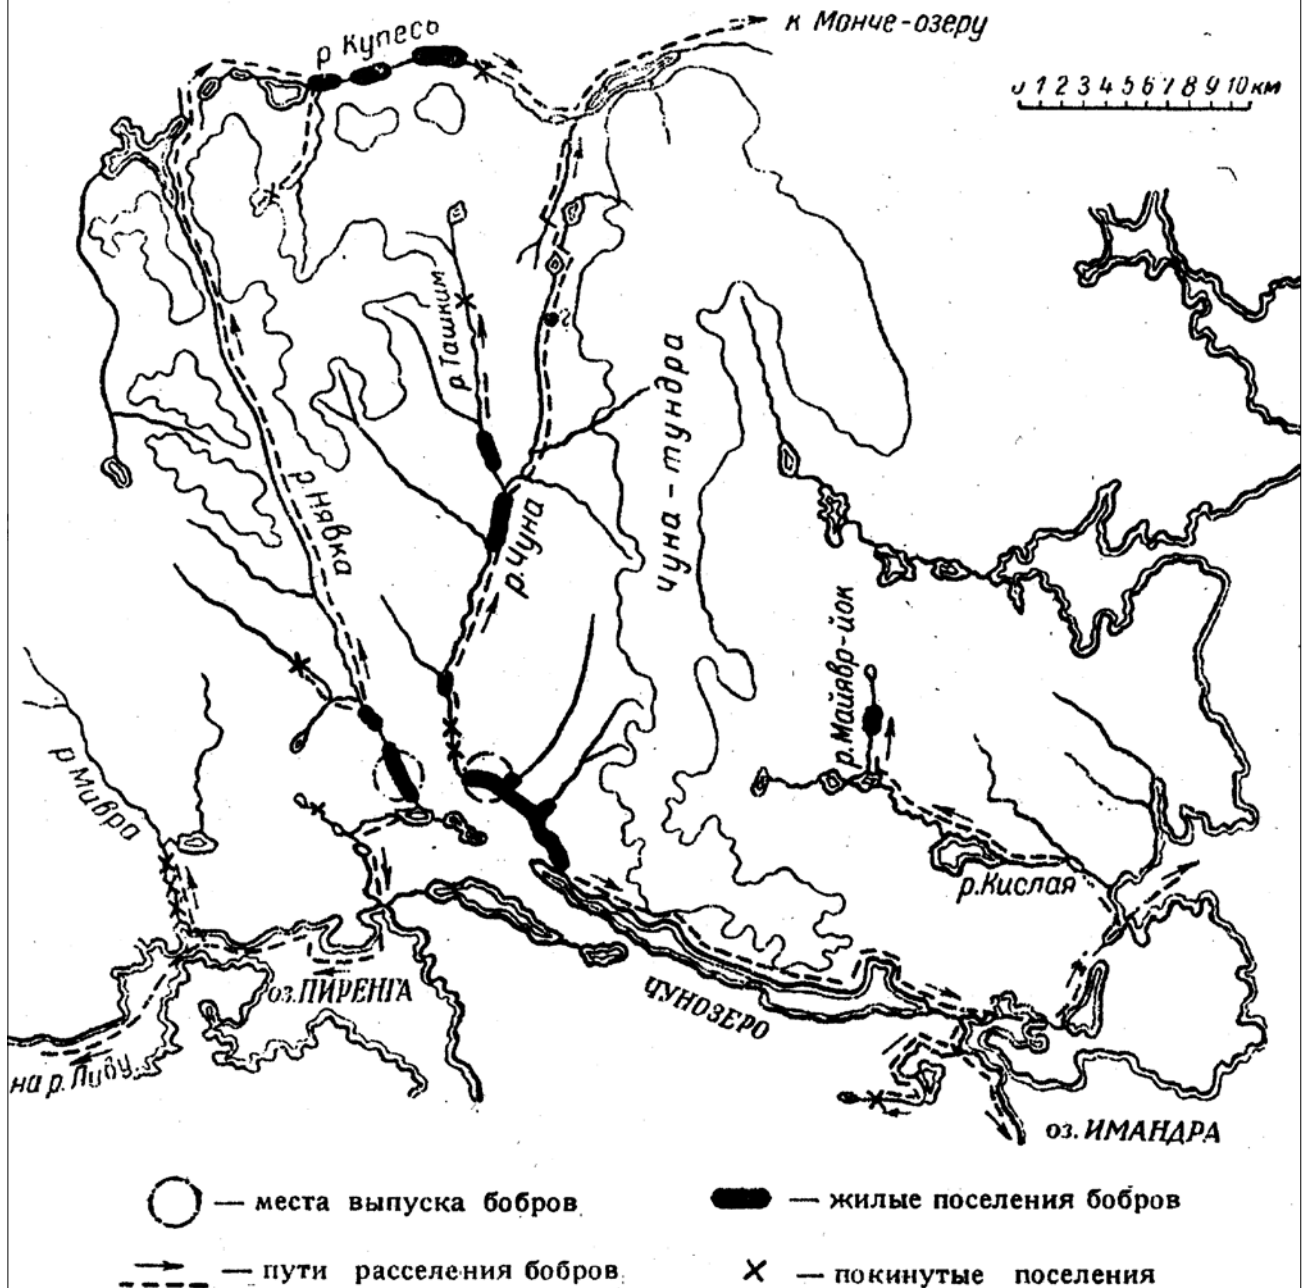 к Монче-озеру
р Купесь
0 1 2 3 4 5 6 7 8 9 10 км
р. Ташким-
?
Чуна-тундра
р. Нявка
р. Чуна
р. Майявр-йок
р Мивра
р. Кислая
оз. ПИРЕНГА
ЧУНОЗЕРО
на р. Пиву
оз. ИМАНДРА
— места выпуска бобров
— жилые поселения бобров
— пути расселения бобров
— покинутые поселения